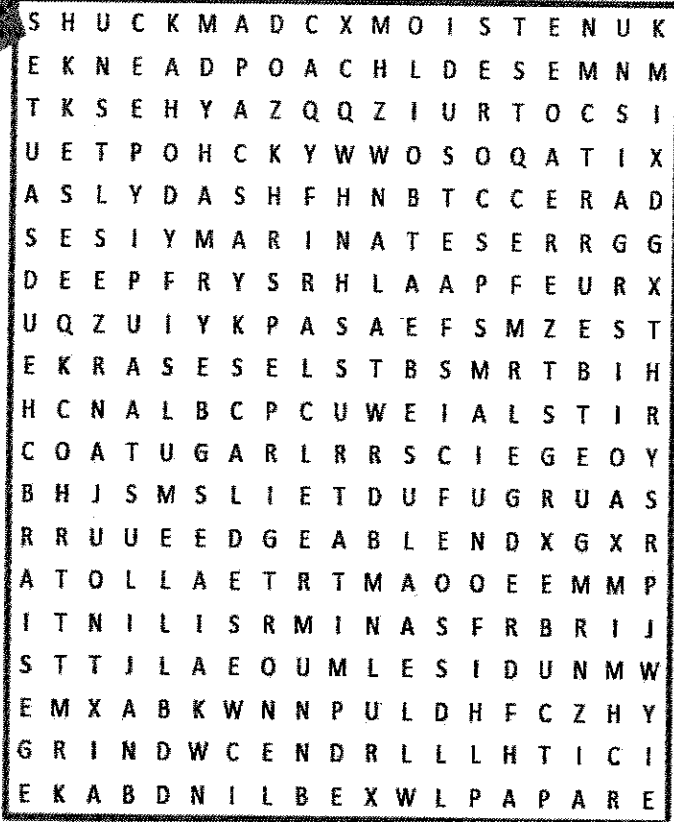 S H U C K M A D C X M O I S T E N U K
E K N E A D P O A C H L D E S E M N M
T K S E H Y A Z Q Q Z I U R T O C S I
U E T P O H C K Y W W O S O Q A T I X
A S L Y D A S H F H N B T C C E R A D
S E S I Y M A R I N A T E S E R R G G
D E E P F R Y S R H L A A P F E U R X
U Q Z U I Y K P A S A E F S M Z E S T
E K R A S E S E L S T B S M R T B I H
H C N A L B C P C U W E I A L S T I R
C O A T U G A R L R R S C I E G E O Y
B H J S M S L I E T D U F U G R U A S
R R U U E E D G E A B L E N D X G X R
A T O L L A E T R T M A O O E E M M P
I T N I L I S R M I N A S F R B R I J
S T T J L A E O U M L E S I D U N M W
E M X A B K W N N P U L D H F C Z H Y
G R I N D W C E N D R L L L H T I C I
E K A B D N I L B E X W L P A P A R E